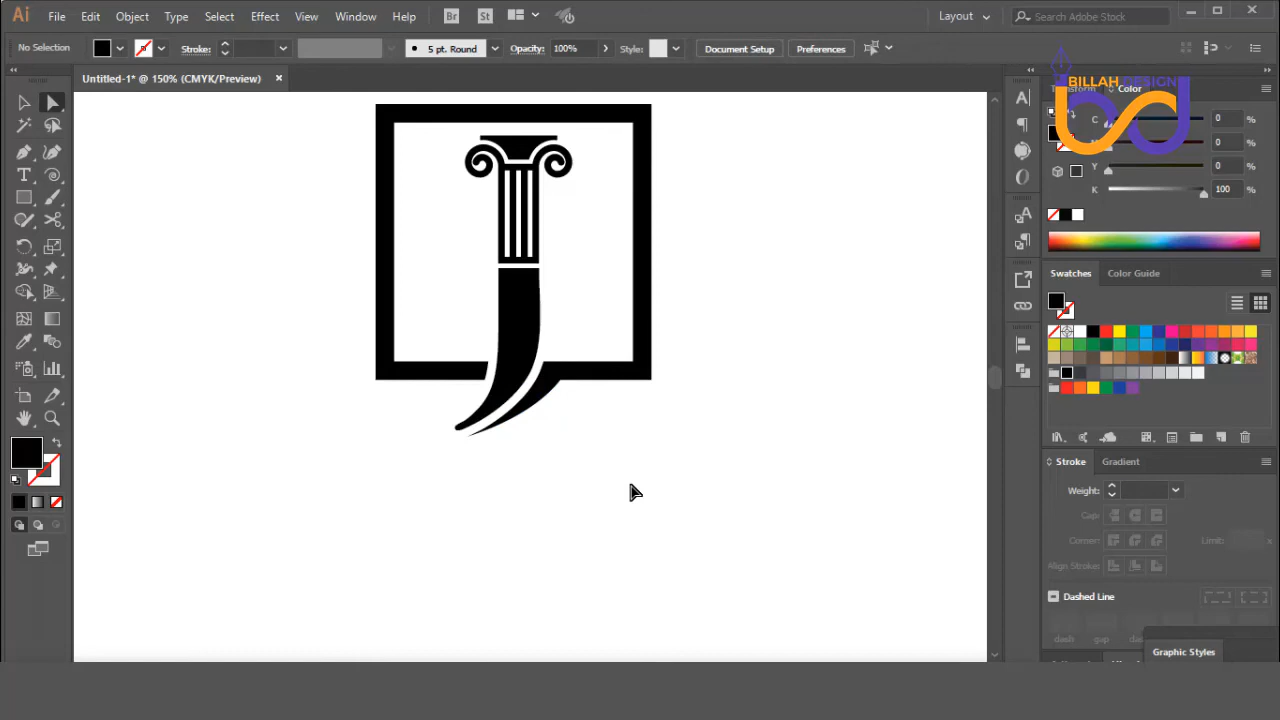 Ai File Edit Object Type Select Effect View Window Help Br St Layout Search Adobe Stock
No Selection Stroke: 5 pt. Round Opacity: 100% Style: Document Setup Preferences
Untitled-1* @ 150% (CMYK/Preview)
BILLAH DESIGN
Transform Color
C 0 %
M 0 %
Y 0 %
K 100 %
Swatches Color Guide
Stroke Gradient
Weight:
Cap:
Corner: Limit: x
Align Stroke:
Dashed Line
dash gap
Graphic Styles